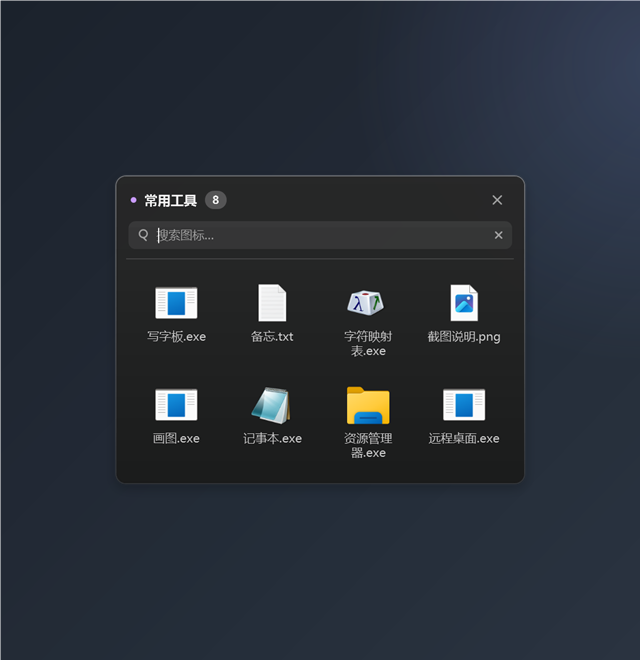 常用工具 8
搜索图标...
写字板.exe 备忘.txt 字符映射 截图说明.png
表.exe
画图.exe 记事本.exe 资源管理 远程桌面.exe
器.exe